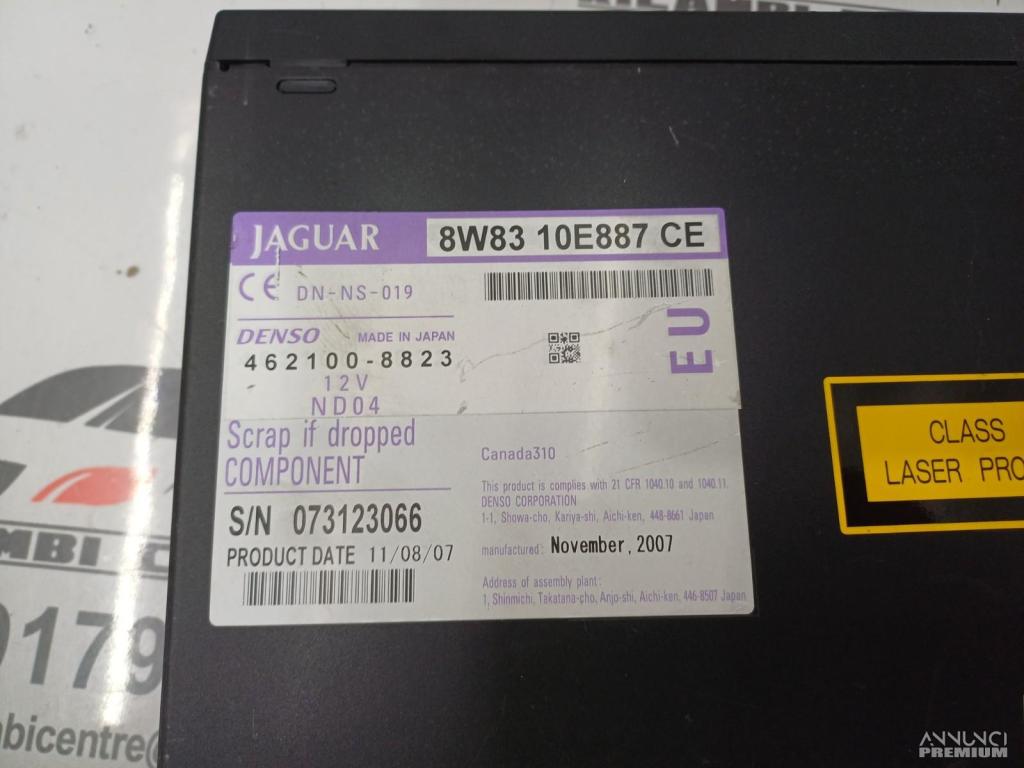 JAGUAR 8W83 10E887 CE
CE DN-NS-019
EU
DENSO MADE IN JAPAN
462100-8823
12V
ND04
Scrap if dropped
COMPONENT
S/N 073123066
PRODUCT DATE 11/08/07
Canada310
This product is complies with 21 CFR 1040.10 and 1040.11.
DENSO CORPORATION
1-1, Showa-cho, Kariya-shi, Aichi-ken, 448-8661 Japan
manufactured: November, 2007
Address of assembly plant:
1, Shinmichi, Takatana-cho, Anjo-shi, Aichi-ken, 446-8507 Japan
CLASS
LASER PRO
MBI C
0179
bicentre@
ANNUNCI
PREMIUM